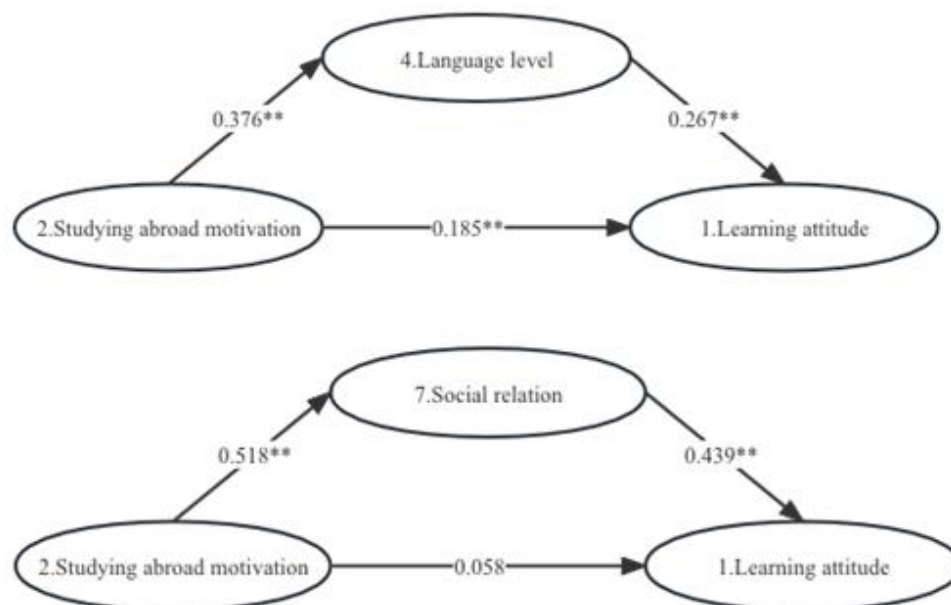 4.Language level
0.376**
0.267**
2.Studying abroad motivation
0.185**
1.Learning attitude
7.Social relation
0.518**
0.439**
2.Studying abroad motivation
0.058
1.Learning attitude